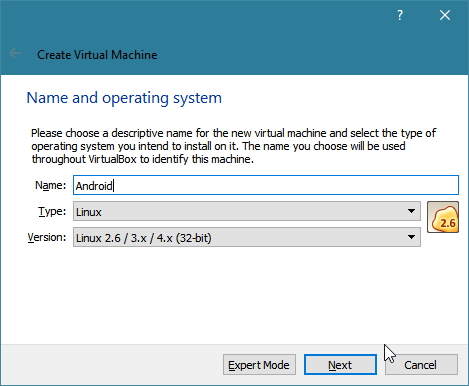 Create Virtual Machine
Name and operating system
Please choose a descriptive name for the new virtual machine and select the type of
operating system you intend to install on it. The name you choose will be used
throughout VirtualBox to identify this machine.
Name: Android
Type: Linux
2.6
Version: Linux 2.6 / 3.x / 4.x (32-bit)
Expert Mode Next Cancel